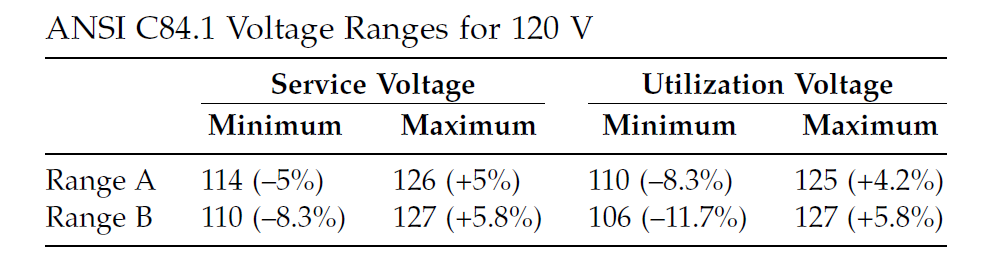 ANSI C84.1 Voltage Ranges for 120 V
Service Voltage Utilization Voltage
Minimum Maximum Minimum Maximum
Range A 114 (–5%) 126 (+5%) 110 (–8.3%) 125 (+4.2%)
Range B 110 (–8.3%) 127 (+5.8%) 106 (–11.7%) 127 (+5.8%)